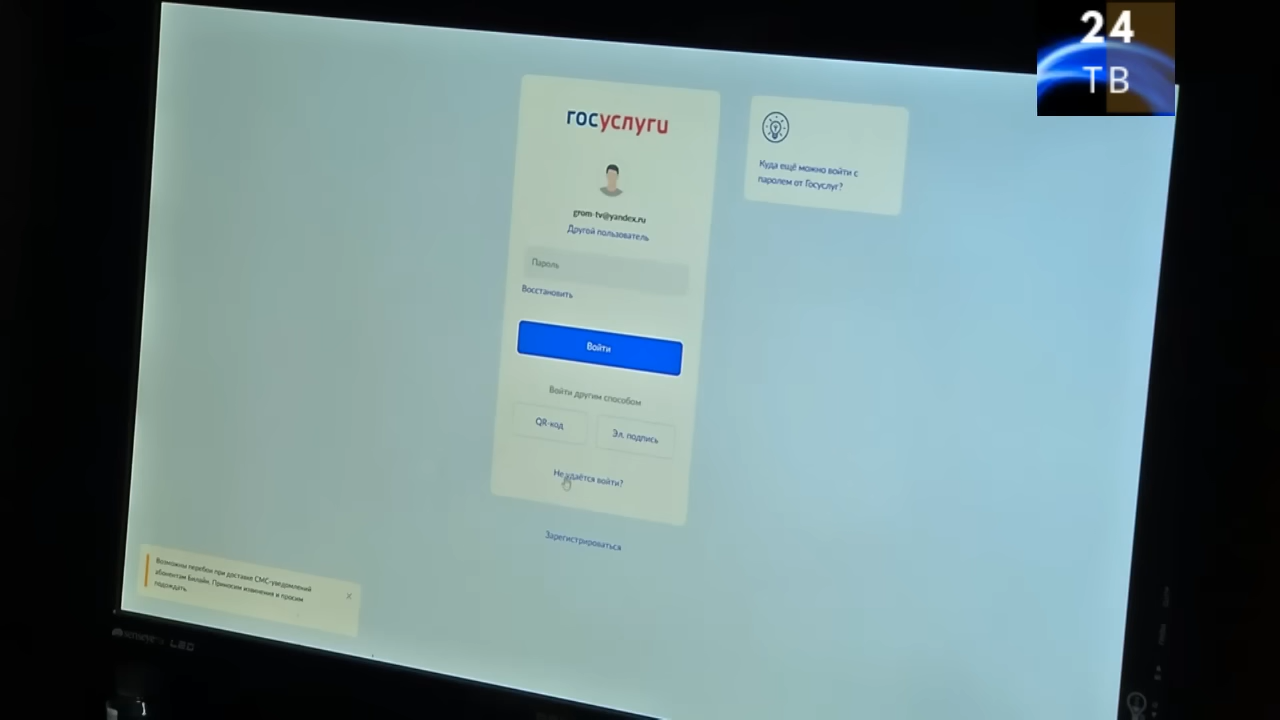 24
ТВ
госуслуги
grom-tv@yandex.ru
Другой пользователь
Пароль
Восстановить
Войти
Войти другим способом
QR-код
Эл. подпись
Не удаётся войти?
Зарегистрироваться
Куда ещё можно войти с
паролем от Госуслуг?
Возможны перебои при доставке СМС-уведомлений
абонентам Билайн. Приносим извинения и просим
подождать.
LED